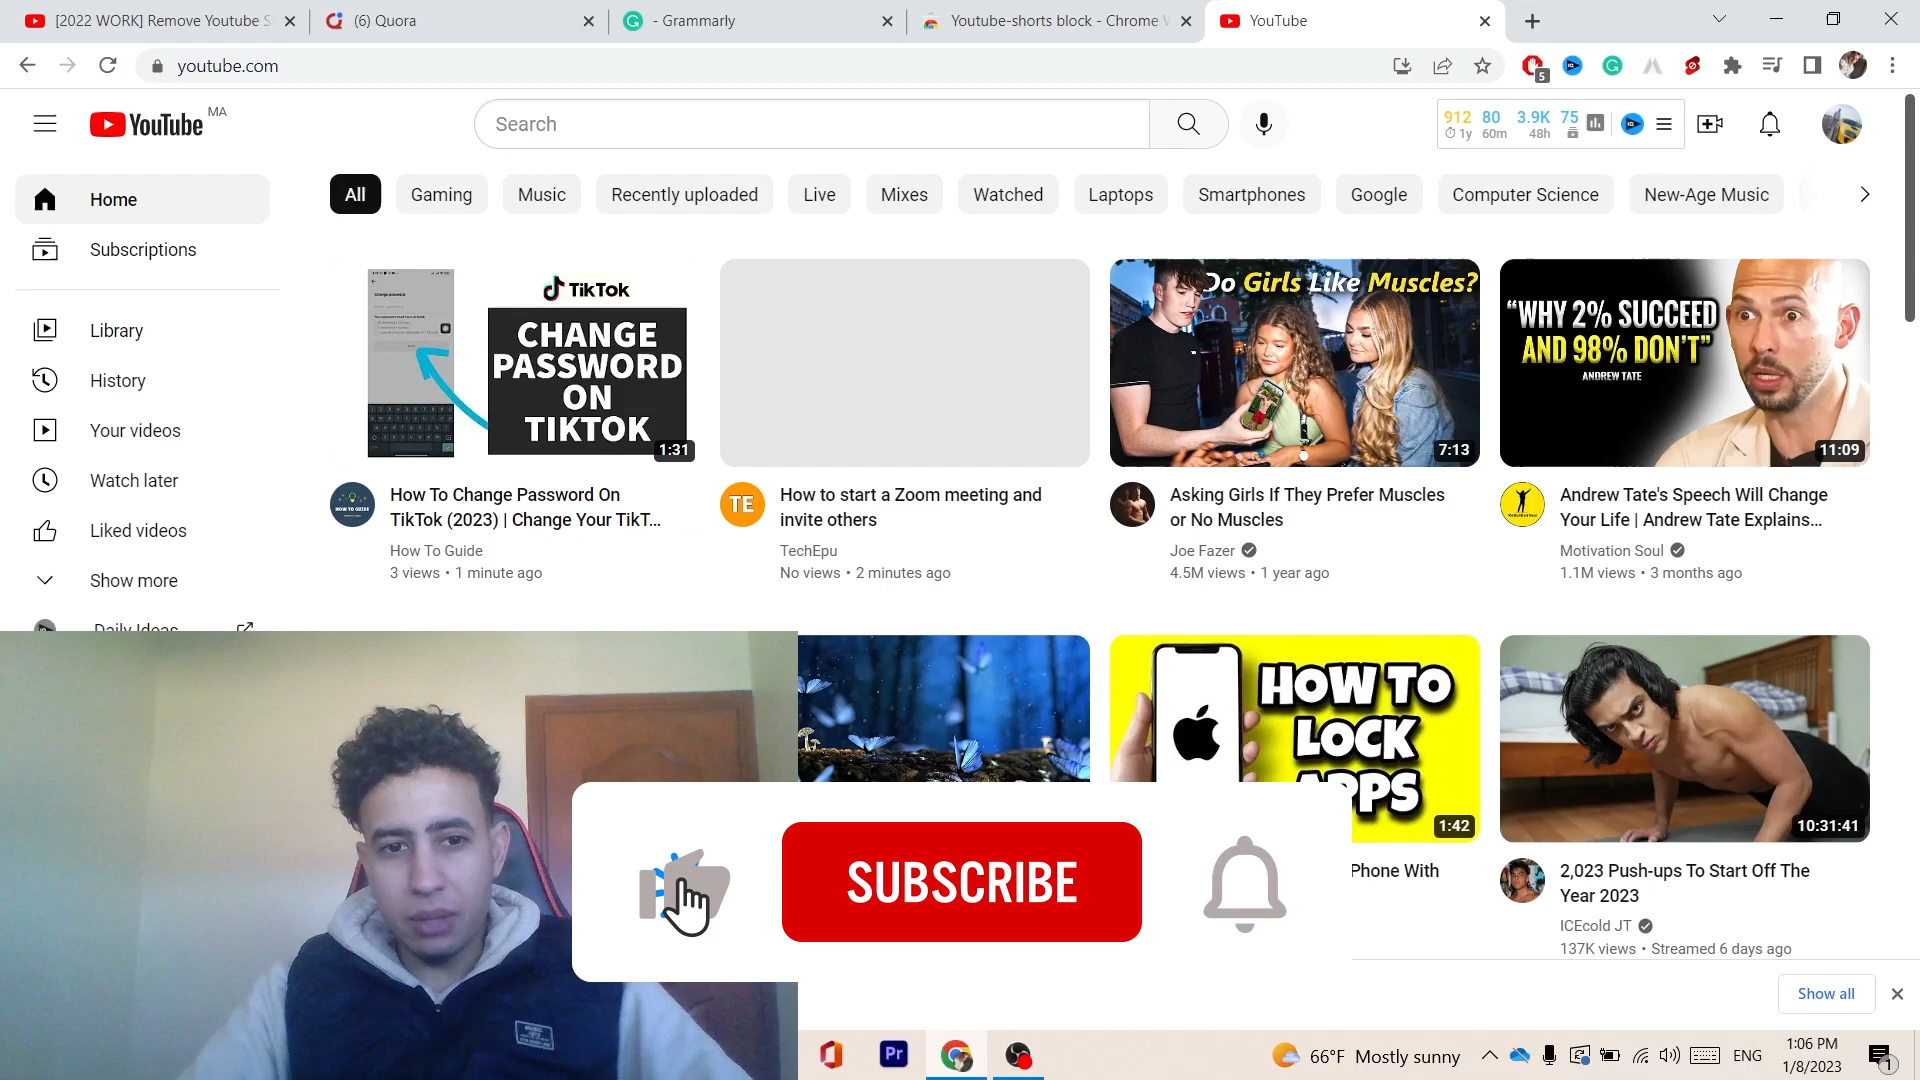 [2022 WORK] Remove Youtube S
(6) Quora
- Grammarly
Youtube-shorts block - Chrome W
YouTube
youtube.com
5
YouTube MA
Search
912 80 3.9K 75
1y 60m 48h
Home
All
Gaming
Music
Recently uploaded
Live
Mixes
Watched
Laptops
Smartphones
Google
Computer Science
New-Age Music
Subscriptions
Library
History
Your videos
Watch later
Liked videos
Show more
Daily Ideas
TikTok
CHANGE
PASSWORD
ON
TIKTOK
1:31
How To Change Password On
TikTok (2023) | Change Your TikT...
How To Guide
3 views • 1 minute ago
TE
How to start a Zoom meeting and
invite others
TechEpu
No views • 2 minutes ago
Do Girls Like Muscles?
7:13
Asking Girls If They Prefer Muscles
or No Muscles
Joe Fazer
4.5M views • 1 year ago
"WHY 2% SUCCEED
AND 98% DON'T"
ANDREW TATE
11:09
Andrew Tate's Speech Will Change
Your Life | Andrew Tate Explains...
Motivation Soul
1.1M views • 3 months ago
HOW TO
LOCK
APPS
1:42
Phone With
10:31:41
2,023 Push-ups To Start Off The
Year 2023
ICEcold JT
137K views • Streamed 6 days ago
SUBSCRIBE
Show all
Pr
66°F Mostly sunny
ENG
1:06 PM
1/8/2023
1